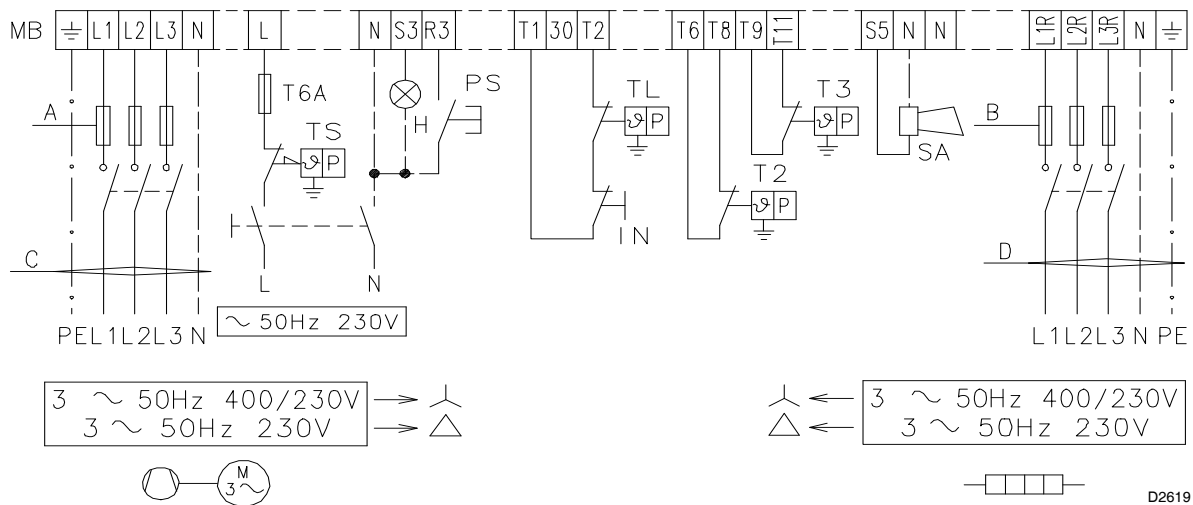 MB ⏚ L1 L2 L3 N L N S3 R3 T1 30 T2 T6 T8 T9 T11 S5 N N L1R L2R L3R N ⏚
A T6A H PS TL T3 B
TS ϑ P ϑ P ϑ P SA
T2 ϑ P
IN
C D
L N
PE L1 L2 L3 N ~ 50Hz 230V L1 L2 L3 N PE
3 ~ 50Hz 400/230V
3 ~ 50Hz 230V
3 ~ 50Hz 400/230V
3 ~ 50Hz 230V
M
3 ~
D2619